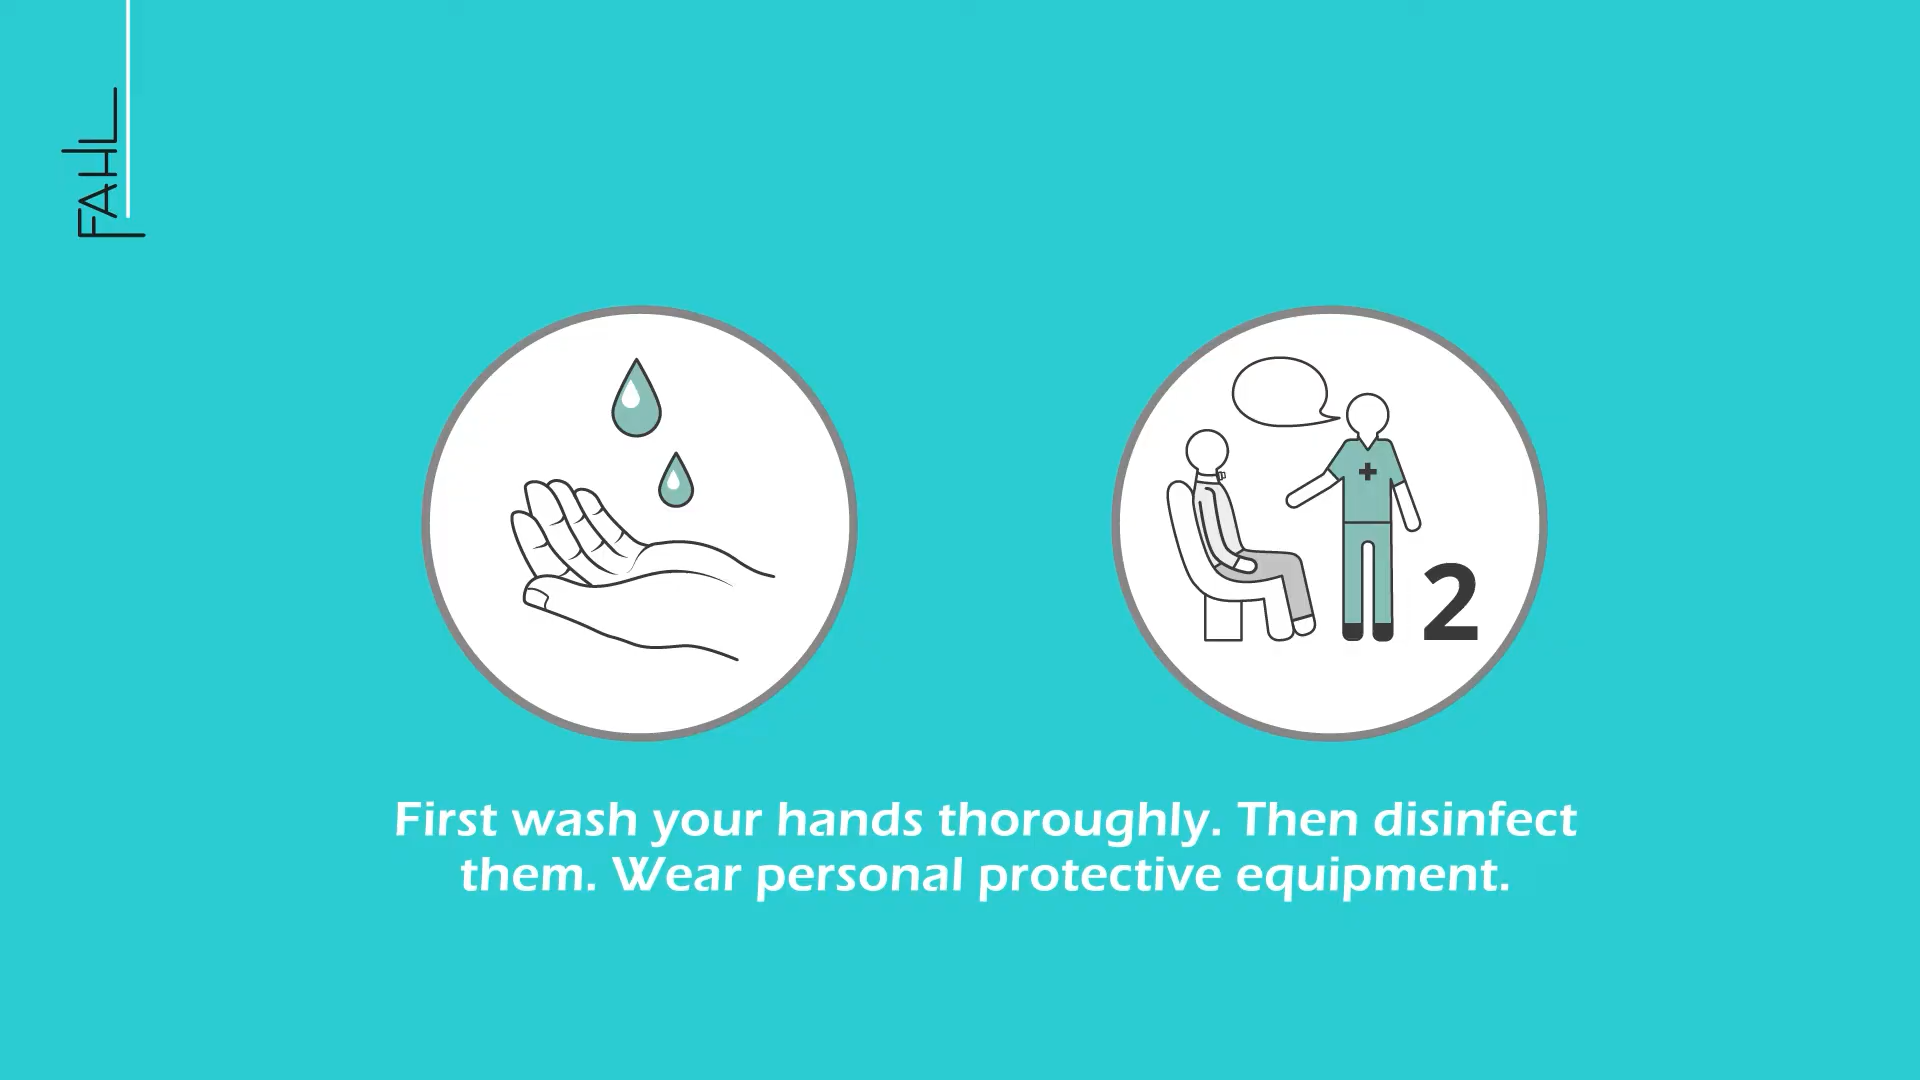 FAHL
2
First wash your hands thoroughly. Then disinfect
them. Wear personal protective equipment.